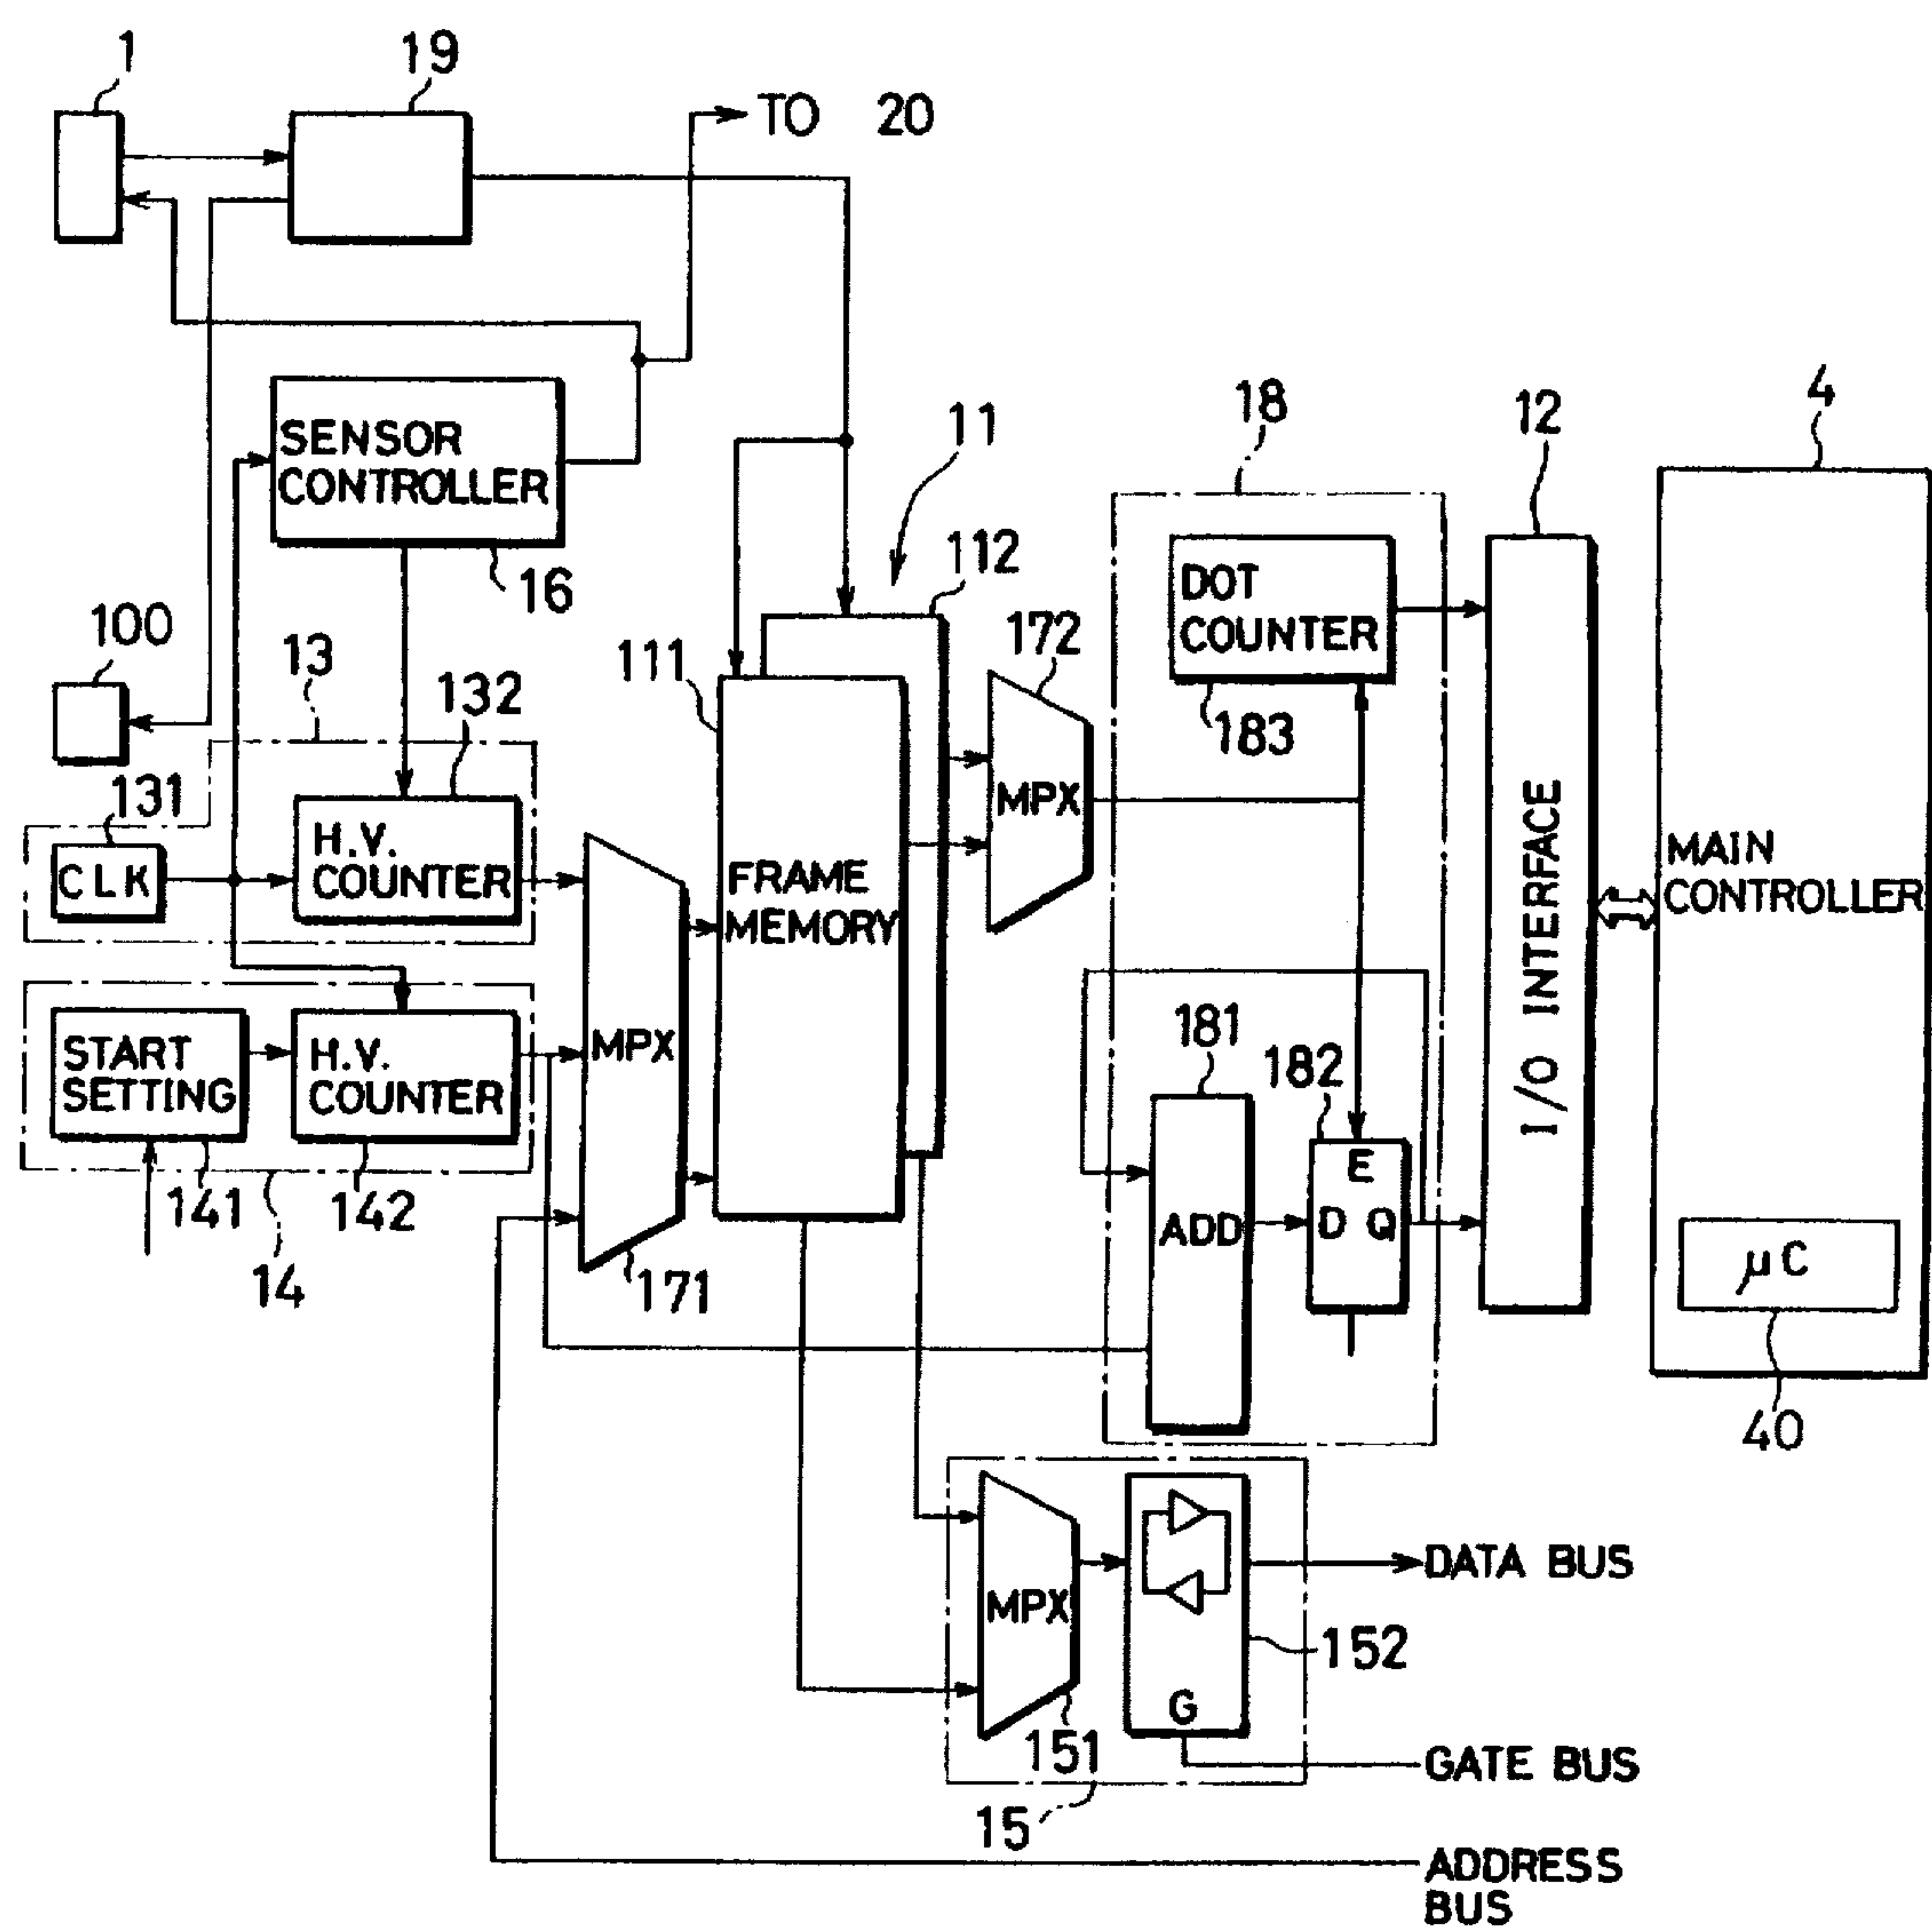 1
19
TO 20
SENSOR
CONTROLLER
16
11
112
18
12
4
100
13
132
111
172
DOT
COUNTER
183
131
CLK
H.V.
COUNTER
FRAME
MEMORY
MPX
MAIN
CONTROLLER
I/O INTERFACE
START
SETTING
H.V.
COUNTER
MPX
181
182
E
D Q
ADD
141
142
14
171
μC
40
MPX
G
151
152
15
DATA BUS
GATE BUS
ADDRESS
BUS